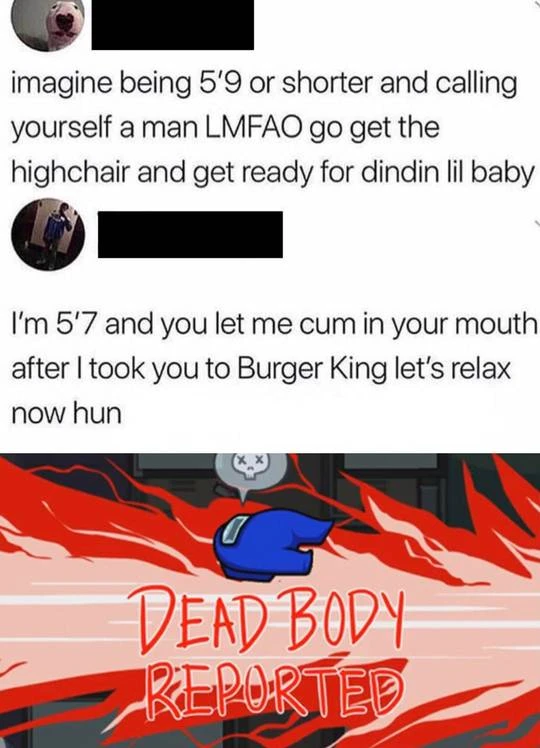 imagine being 5'9 or shorter and calling
yourself a man LMFAO go get the
highchair and get ready for dindin lil baby
I'm 5'7 and you let me cum in your mouth
after I took you to Burger King let's relax
now hun
DEAD BODY
REPORTED